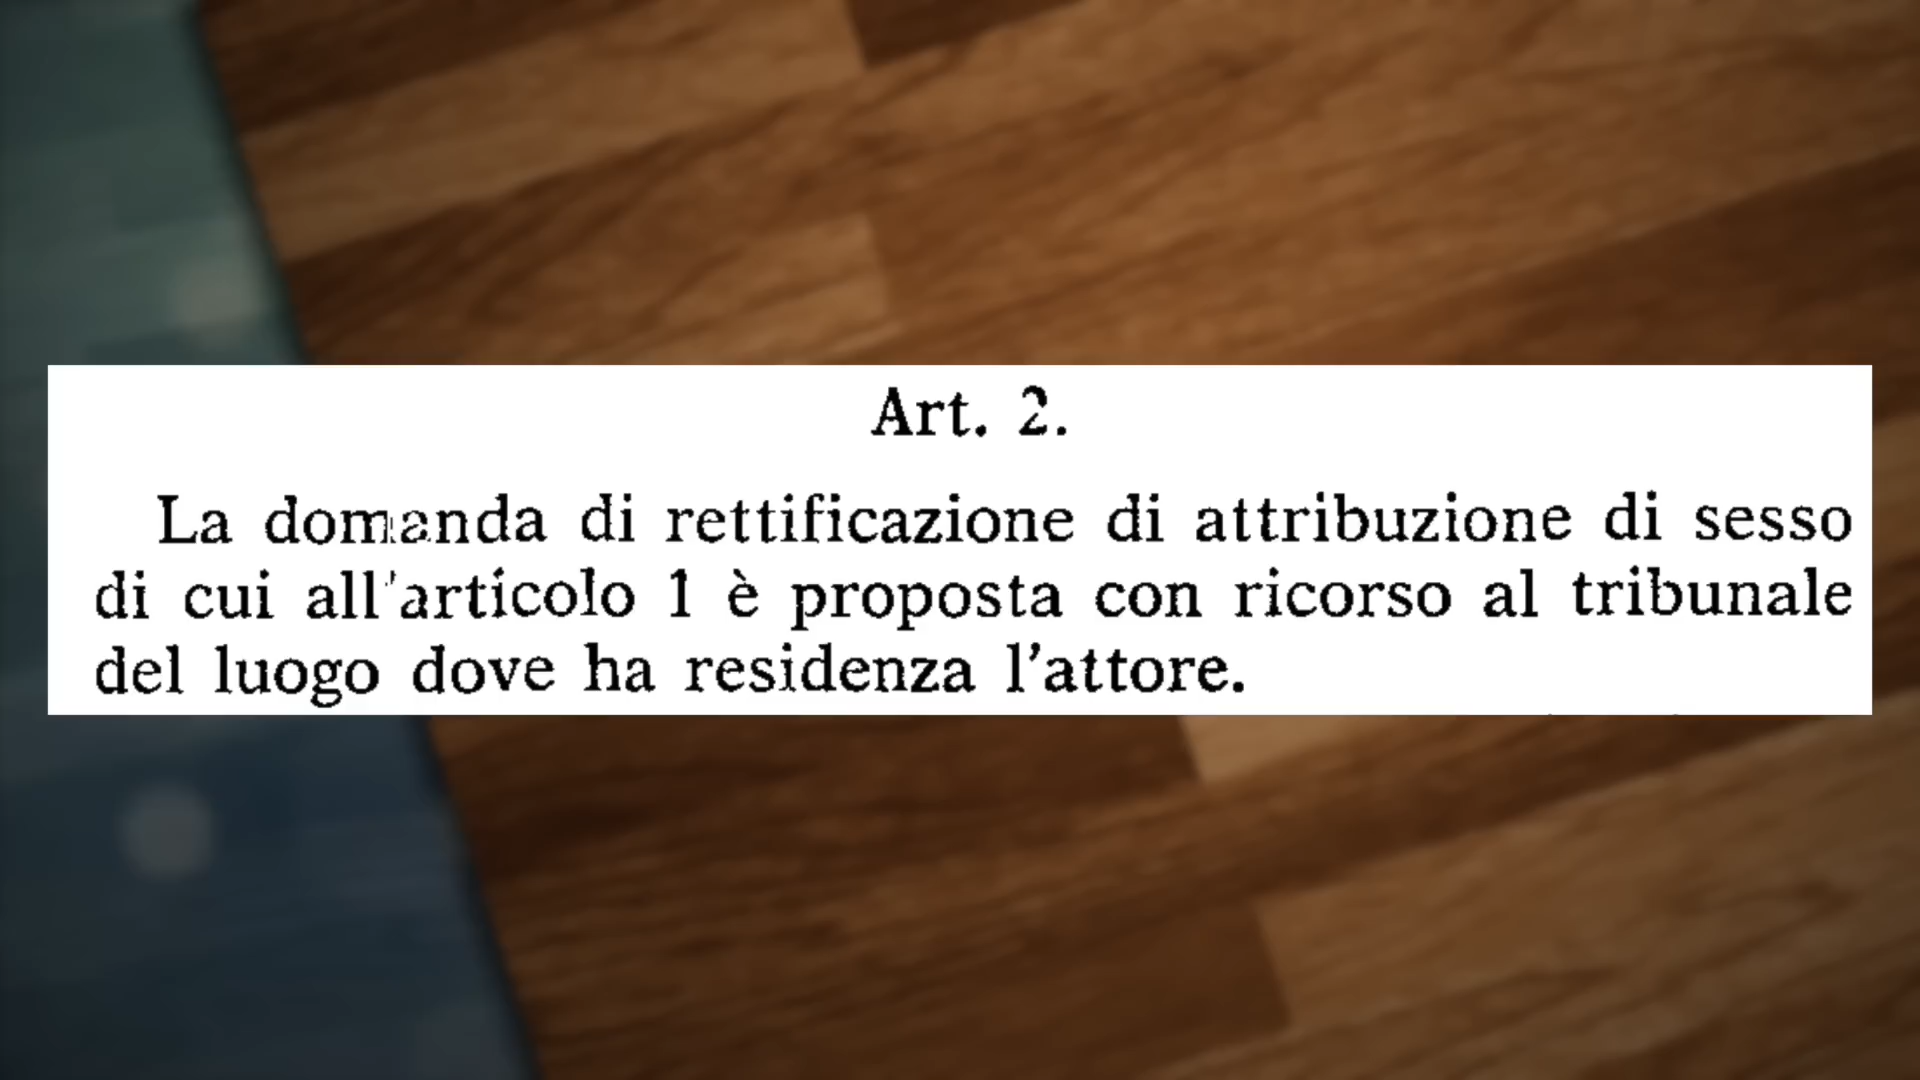 Art. 2.
La domanda di rettificazione di attribuzione di sesso
di cui all'articolo 1 è proposta con ricorso al tribunale
del luogo dove ha residenza l'attore.